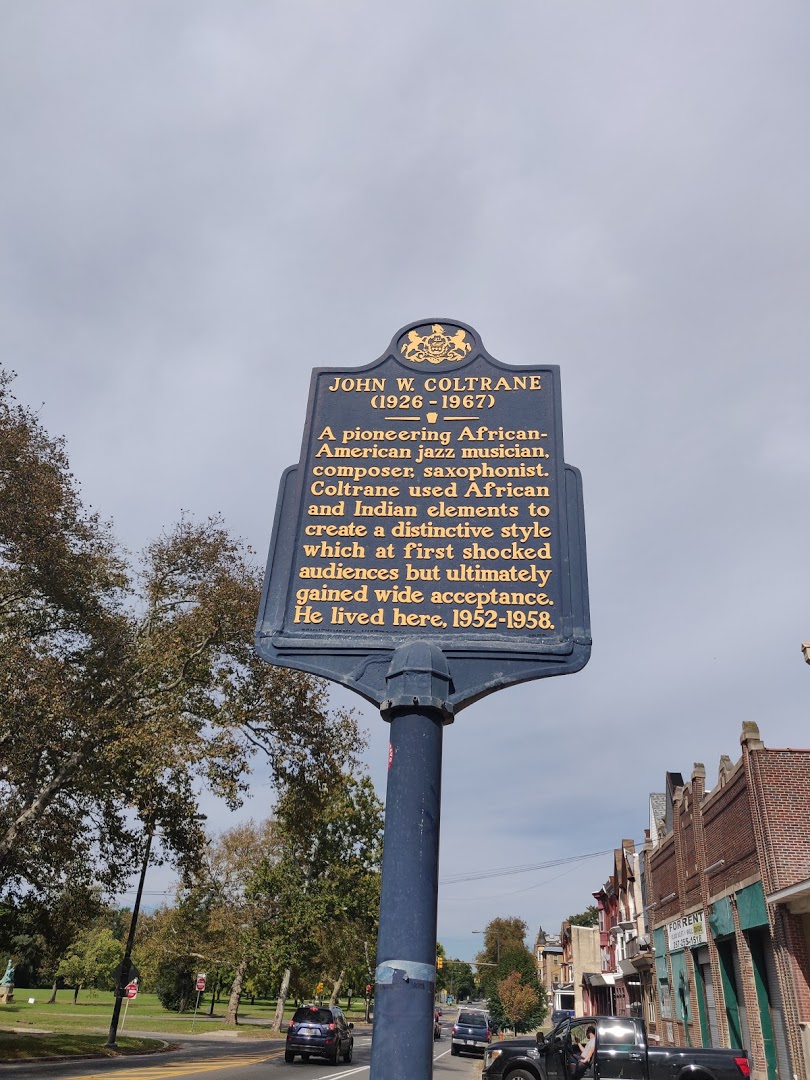 JOHN W. COLTRANE
(1926 - 1967)
A pioneering African-
American jazz musician,
composer, saxophonist.
Coltrane used African
and Indian elements to
create a distinctive style
which at first shocked
audiences but ultimately
gained wide acceptance.
He lived here, 1952-1958.
FOR RENT